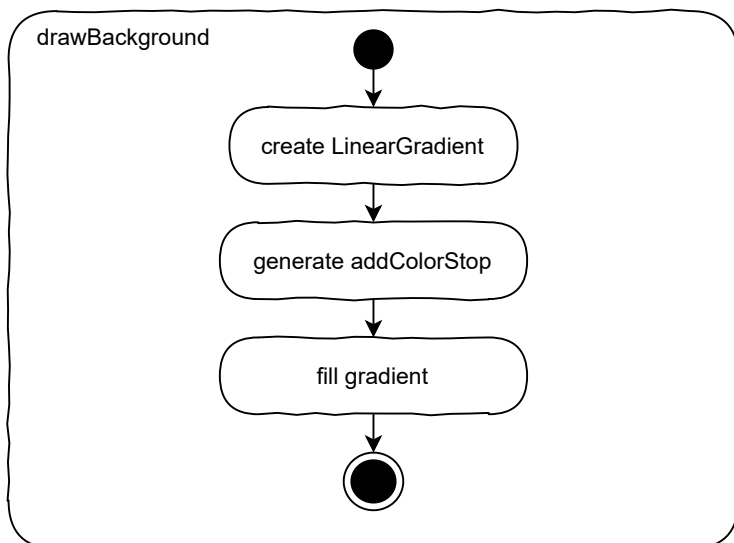 drawBackground
create LinearGradient
generate addColorStop
fill gradient